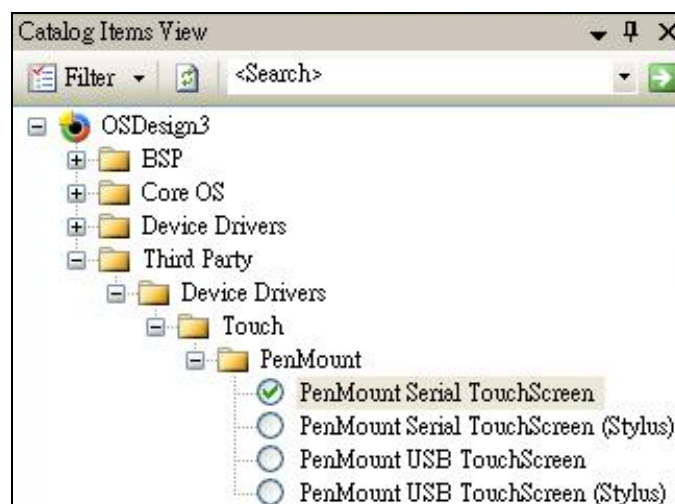 Catalog Items View
Filter <Search>
OSDesign3
BSP
Core OS
Device Drivers
Third Party
Device Drivers
Touch
PenMount
PenMount Serial TouchScreen
PenMount Serial TouchScreen (Stylus)
PenMount USB TouchScreen
PenMount USB TouchScreen (Stylus)